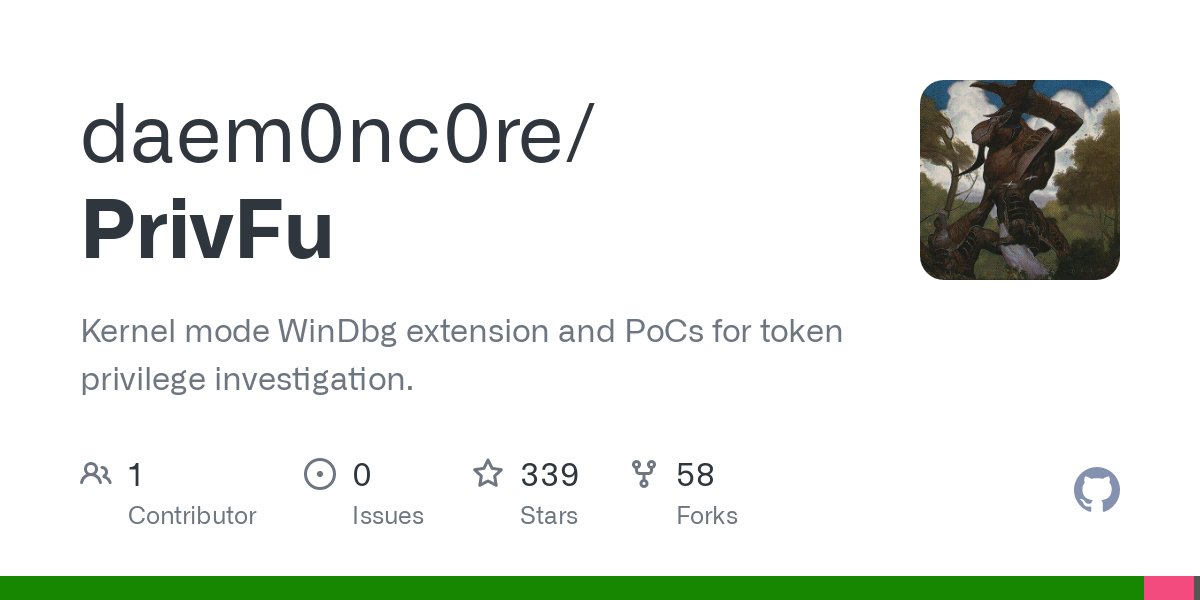 daem0nc0re/
PrivFu
Kernel mode WinDbg extension and PoCs for token
privilege investigation.
1
Contributor
0
Issues
339
Stars
58
Forks